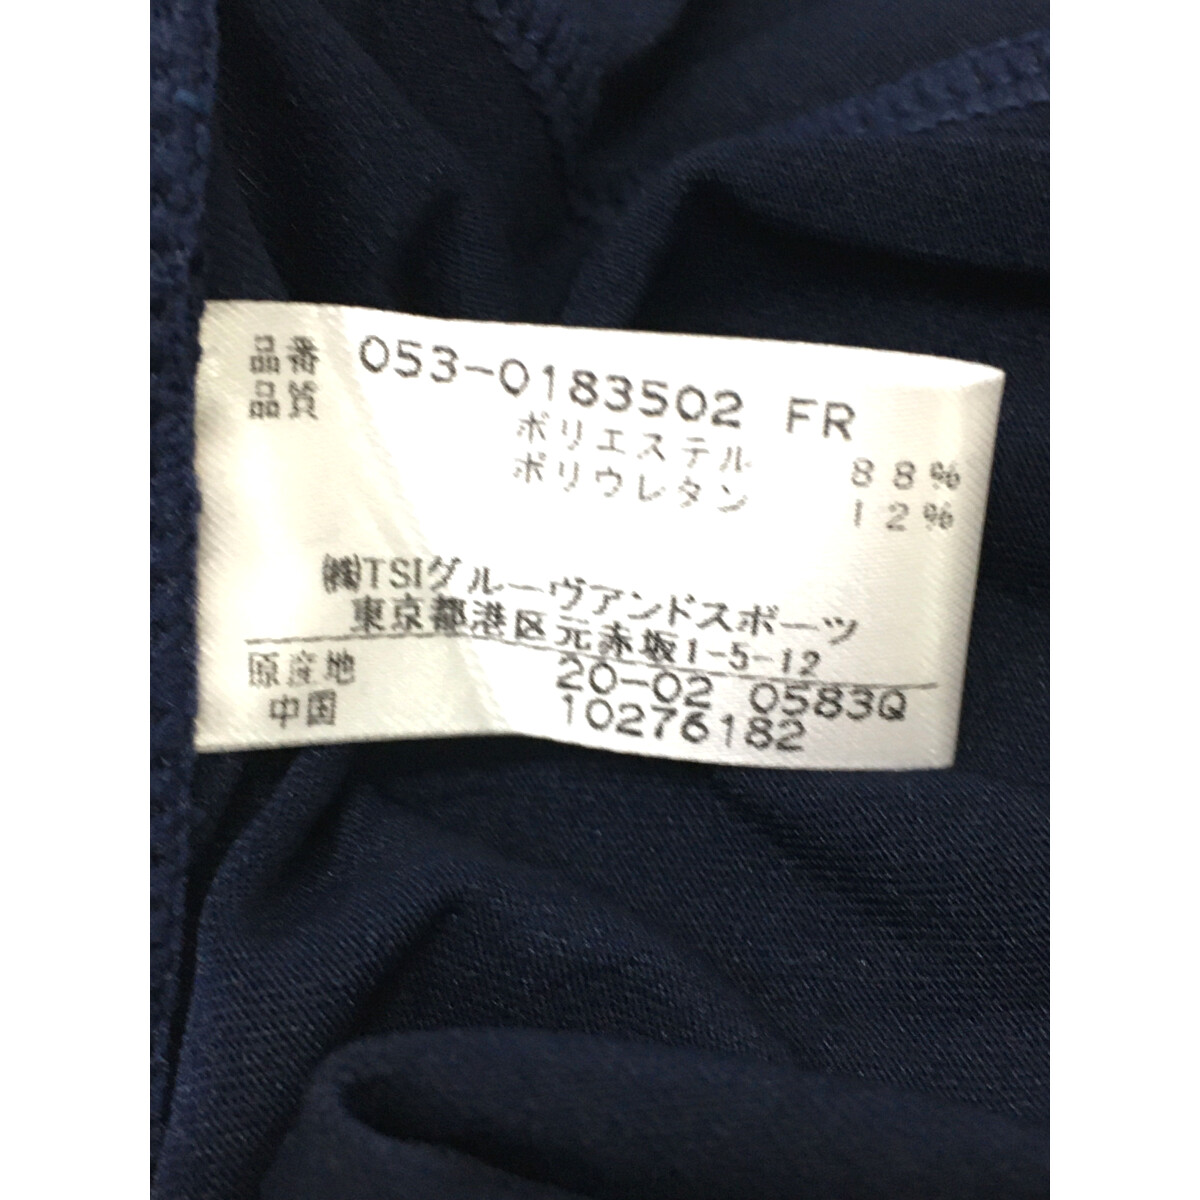 品番 053-0183502 FR
品質 ポリエステル 88%
ポリウレタン 12%
㈱TSIグルーヴアンドスポーツ
東京都港区元赤坂1-5-12
原産地 20-02 0583Q
中国 10276182